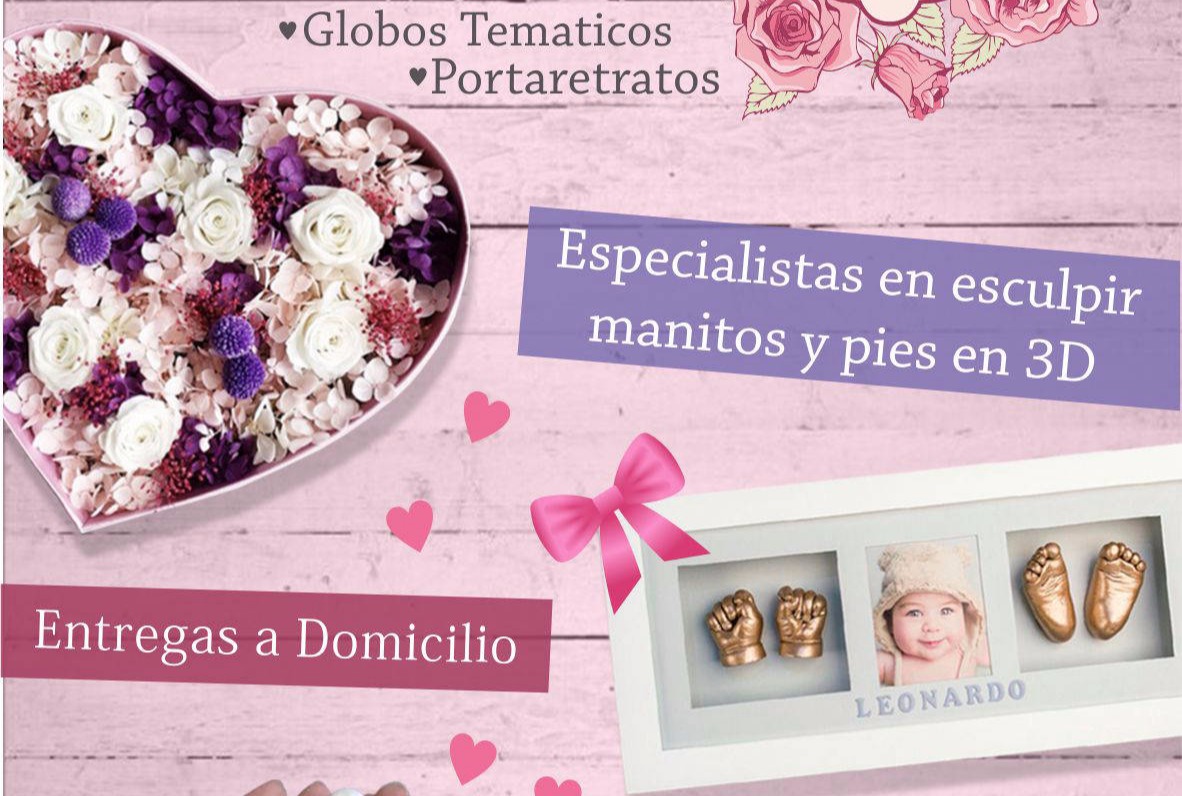 ♥Globos Tematicos
♥Portaretratos
Especialistas en esculpir
manitos y pies en 3D
Entregas a Domicilio
LEONARDO